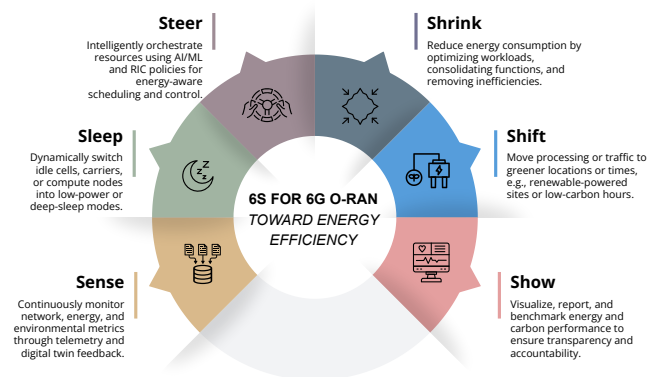 Steer
Intelligently orchestrate
resources using AI/ML
and RIC policies for
energy-aware
scheduling and control.
Shrink
Reduce energy consumption by
optimizing workloads,
consolidating functions, and
removing inefficiencies.
Sleep
Dynamically switch
idle cells, carriers,
or compute nodes
into low-power or
deep-sleep modes.
zzz
Shift
Move processing or traffic to
greener locations or times,
e.g., renewable-powered
sites or low-carbon hours.
6S FOR 6G O-RAN
TOWARD ENERGY
EFFICIENCY
Sense
Continuously monitor
network, energy, and
environmental metrics
through telemetry and
digital twin feedback.
Show
Visualize, report, and
benchmark energy and
carbon performance to
ensure transparency and
accountability.